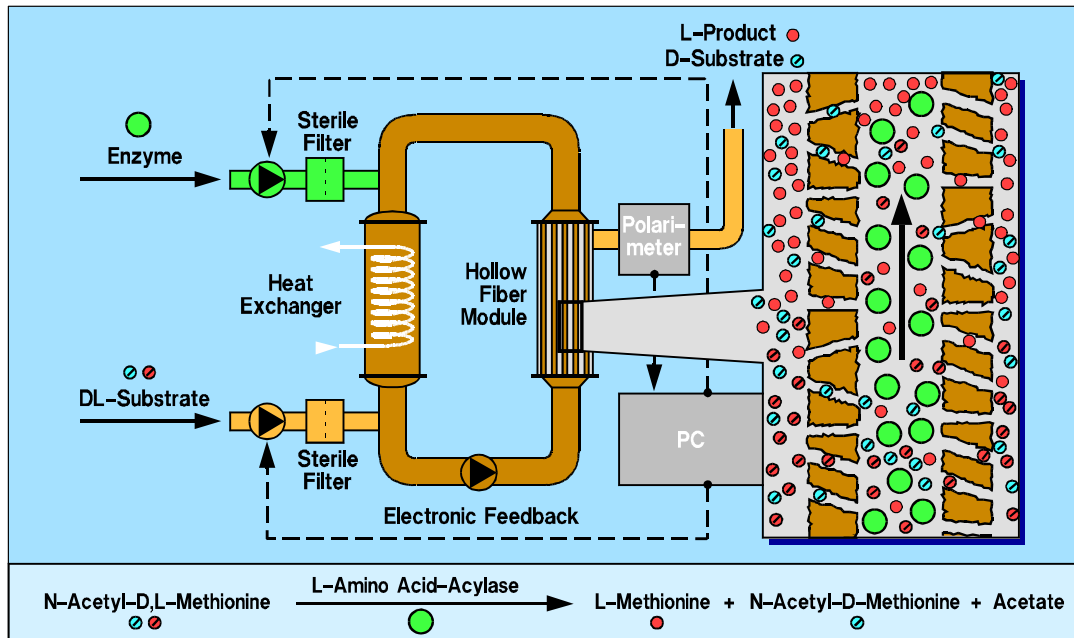 L–Product
D–Substrate
Sterile
Filter
Enzyme
Polari-
meter
Heat
Exchanger
Hollow
Fiber
Module
DL–Substrate
PC
Sterile
Filter
Electronic Feedback
L–Amino Acid–Acylase
N–Acetyl–D,L–Methionine
L–Methionine + N–Acetyl–D–Methionine + Acetate